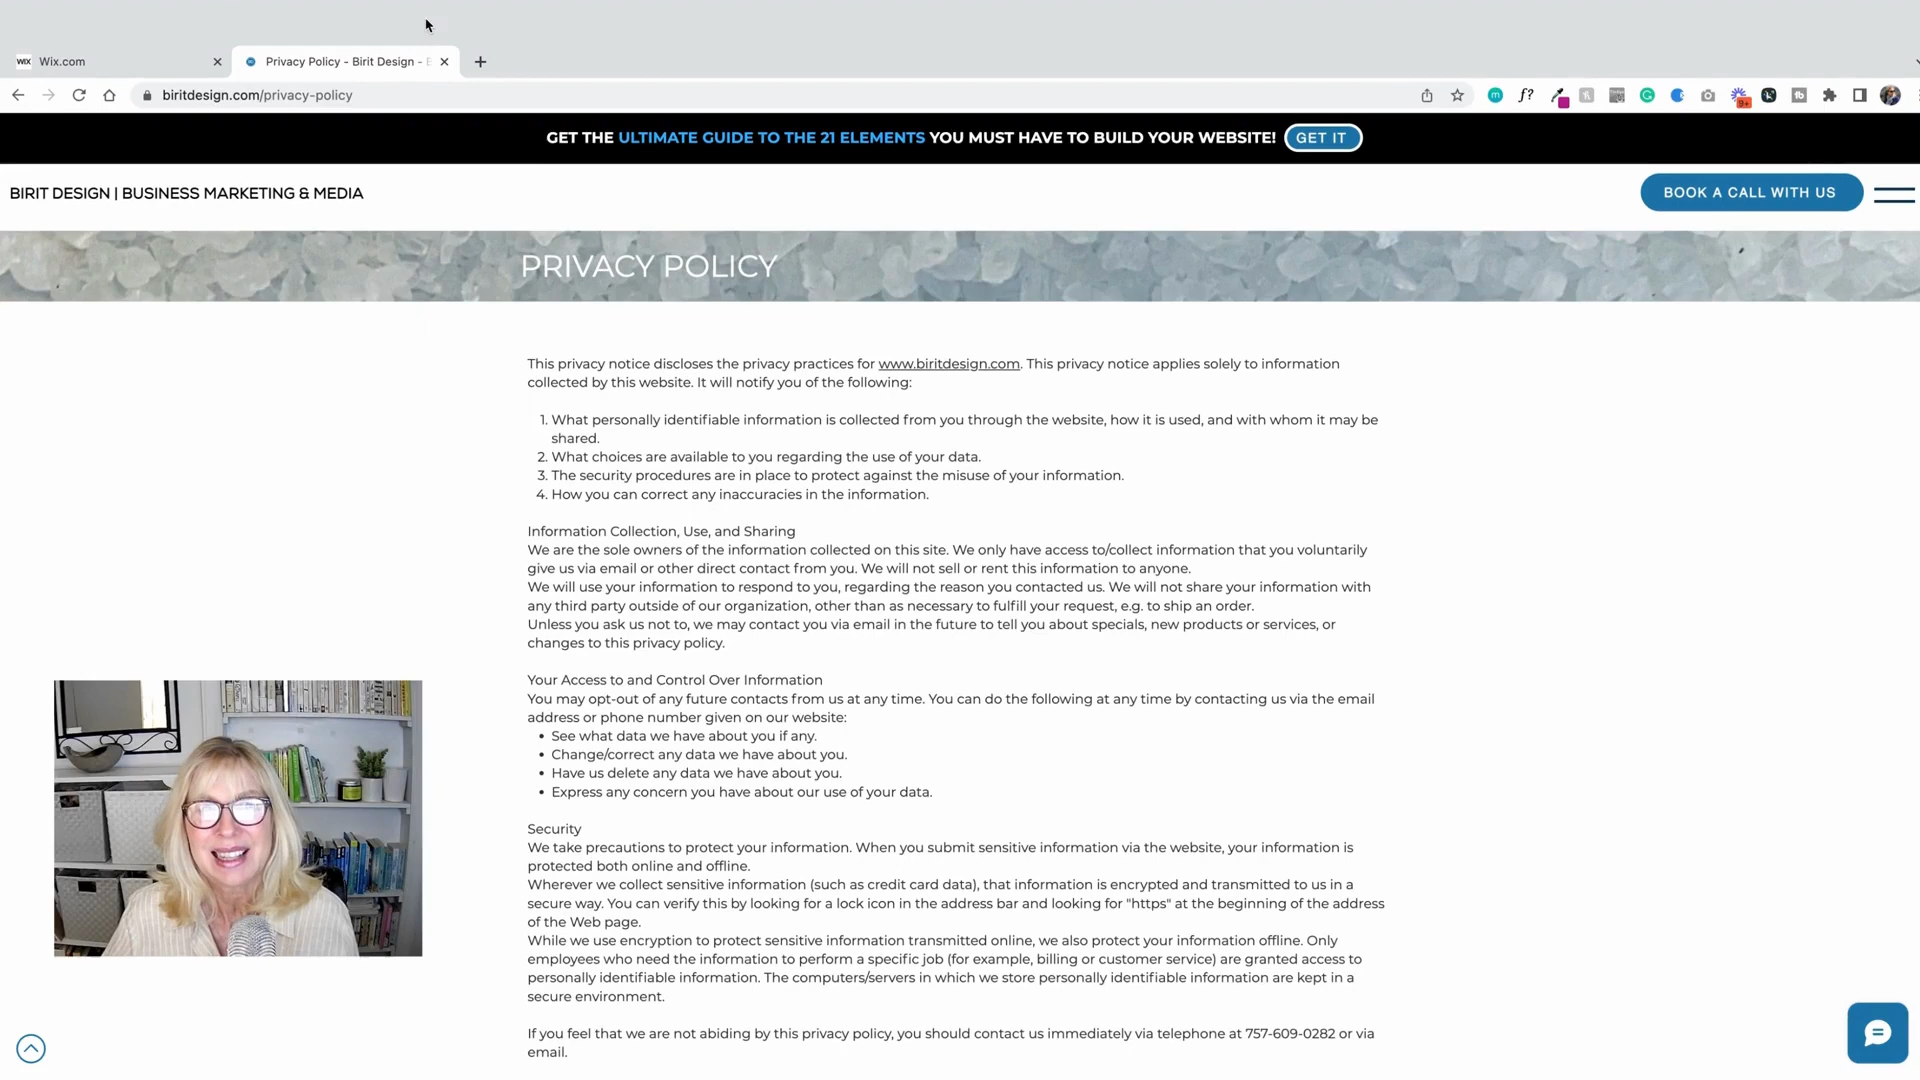 WIX Wix.com
Privacy Policy - Birit Design -
biritdesign.com/privacy-policy
f?
9+
GET THE ULTIMATE GUIDE TO THE 21 ELEMENTS YOU MUST HAVE TO BUILD YOUR WEBSITE! GET IT
BIRIT DESIGN | BUSINESS MARKETING & MEDIA
BOOK A CALL WITH US
PRIVACY POLICY
This privacy notice discloses the privacy practices for www.biritdesign.com. This privacy notice applies solely to information
collected by this website. It will notify you of the following:
1. What personally identifiable information is collected from you through the website, how it is used, and with whom it may be
shared.
2. What choices are available to you regarding the use of your data.
3. The security procedures are in place to protect against the misuse of your information.
4. How you can correct any inaccuracies in the information.
Information Collection, Use, and Sharing
We are the sole owners of the information collected on this site. We only have access to/collect information that you voluntarily
give us via email or other direct contact from you. We will not sell or rent this information to anyone.
We will use your information to respond to you, regarding the reason you contacted us. We will not share your information with
any third party outside of our organization, other than as necessary to fulfill your request, e.g. to ship an order.
Unless you ask us not to, we may contact you via email in the future to tell you about specials, new products or services, or
changes to this privacy policy.
Your Access to and Control Over Information
You may opt-out of any future contacts from us at any time. You can do the following at any time by contacting us via the email
address or phone number given on our website:
• See what data we have about you if any.
• Change/correct any data we have about you.
• Have us delete any data we have about you.
• Express any concern you have about our use of your data.
Security
We take precautions to protect your information. When you submit sensitive information via the website, your information is
protected both online and offline.
Wherever we collect sensitive information (such as credit card data), that information is encrypted and transmitted to us in a
secure way. You can verify this by looking for a lock icon in the address bar and looking for "https" at the beginning of the address
of the Web page.
While we use encryption to protect sensitive information transmitted online, we also protect your information offline. Only
employees who need the information to perform a specific job (for example, billing or customer service) are granted access to
personally identifiable information. The computers/servers in which we store personally identifiable information are kept in a
secure environment.
If you feel that we are not abiding by this privacy policy, you should contact us immediately via telephone at 757-609-0282 or via
email.